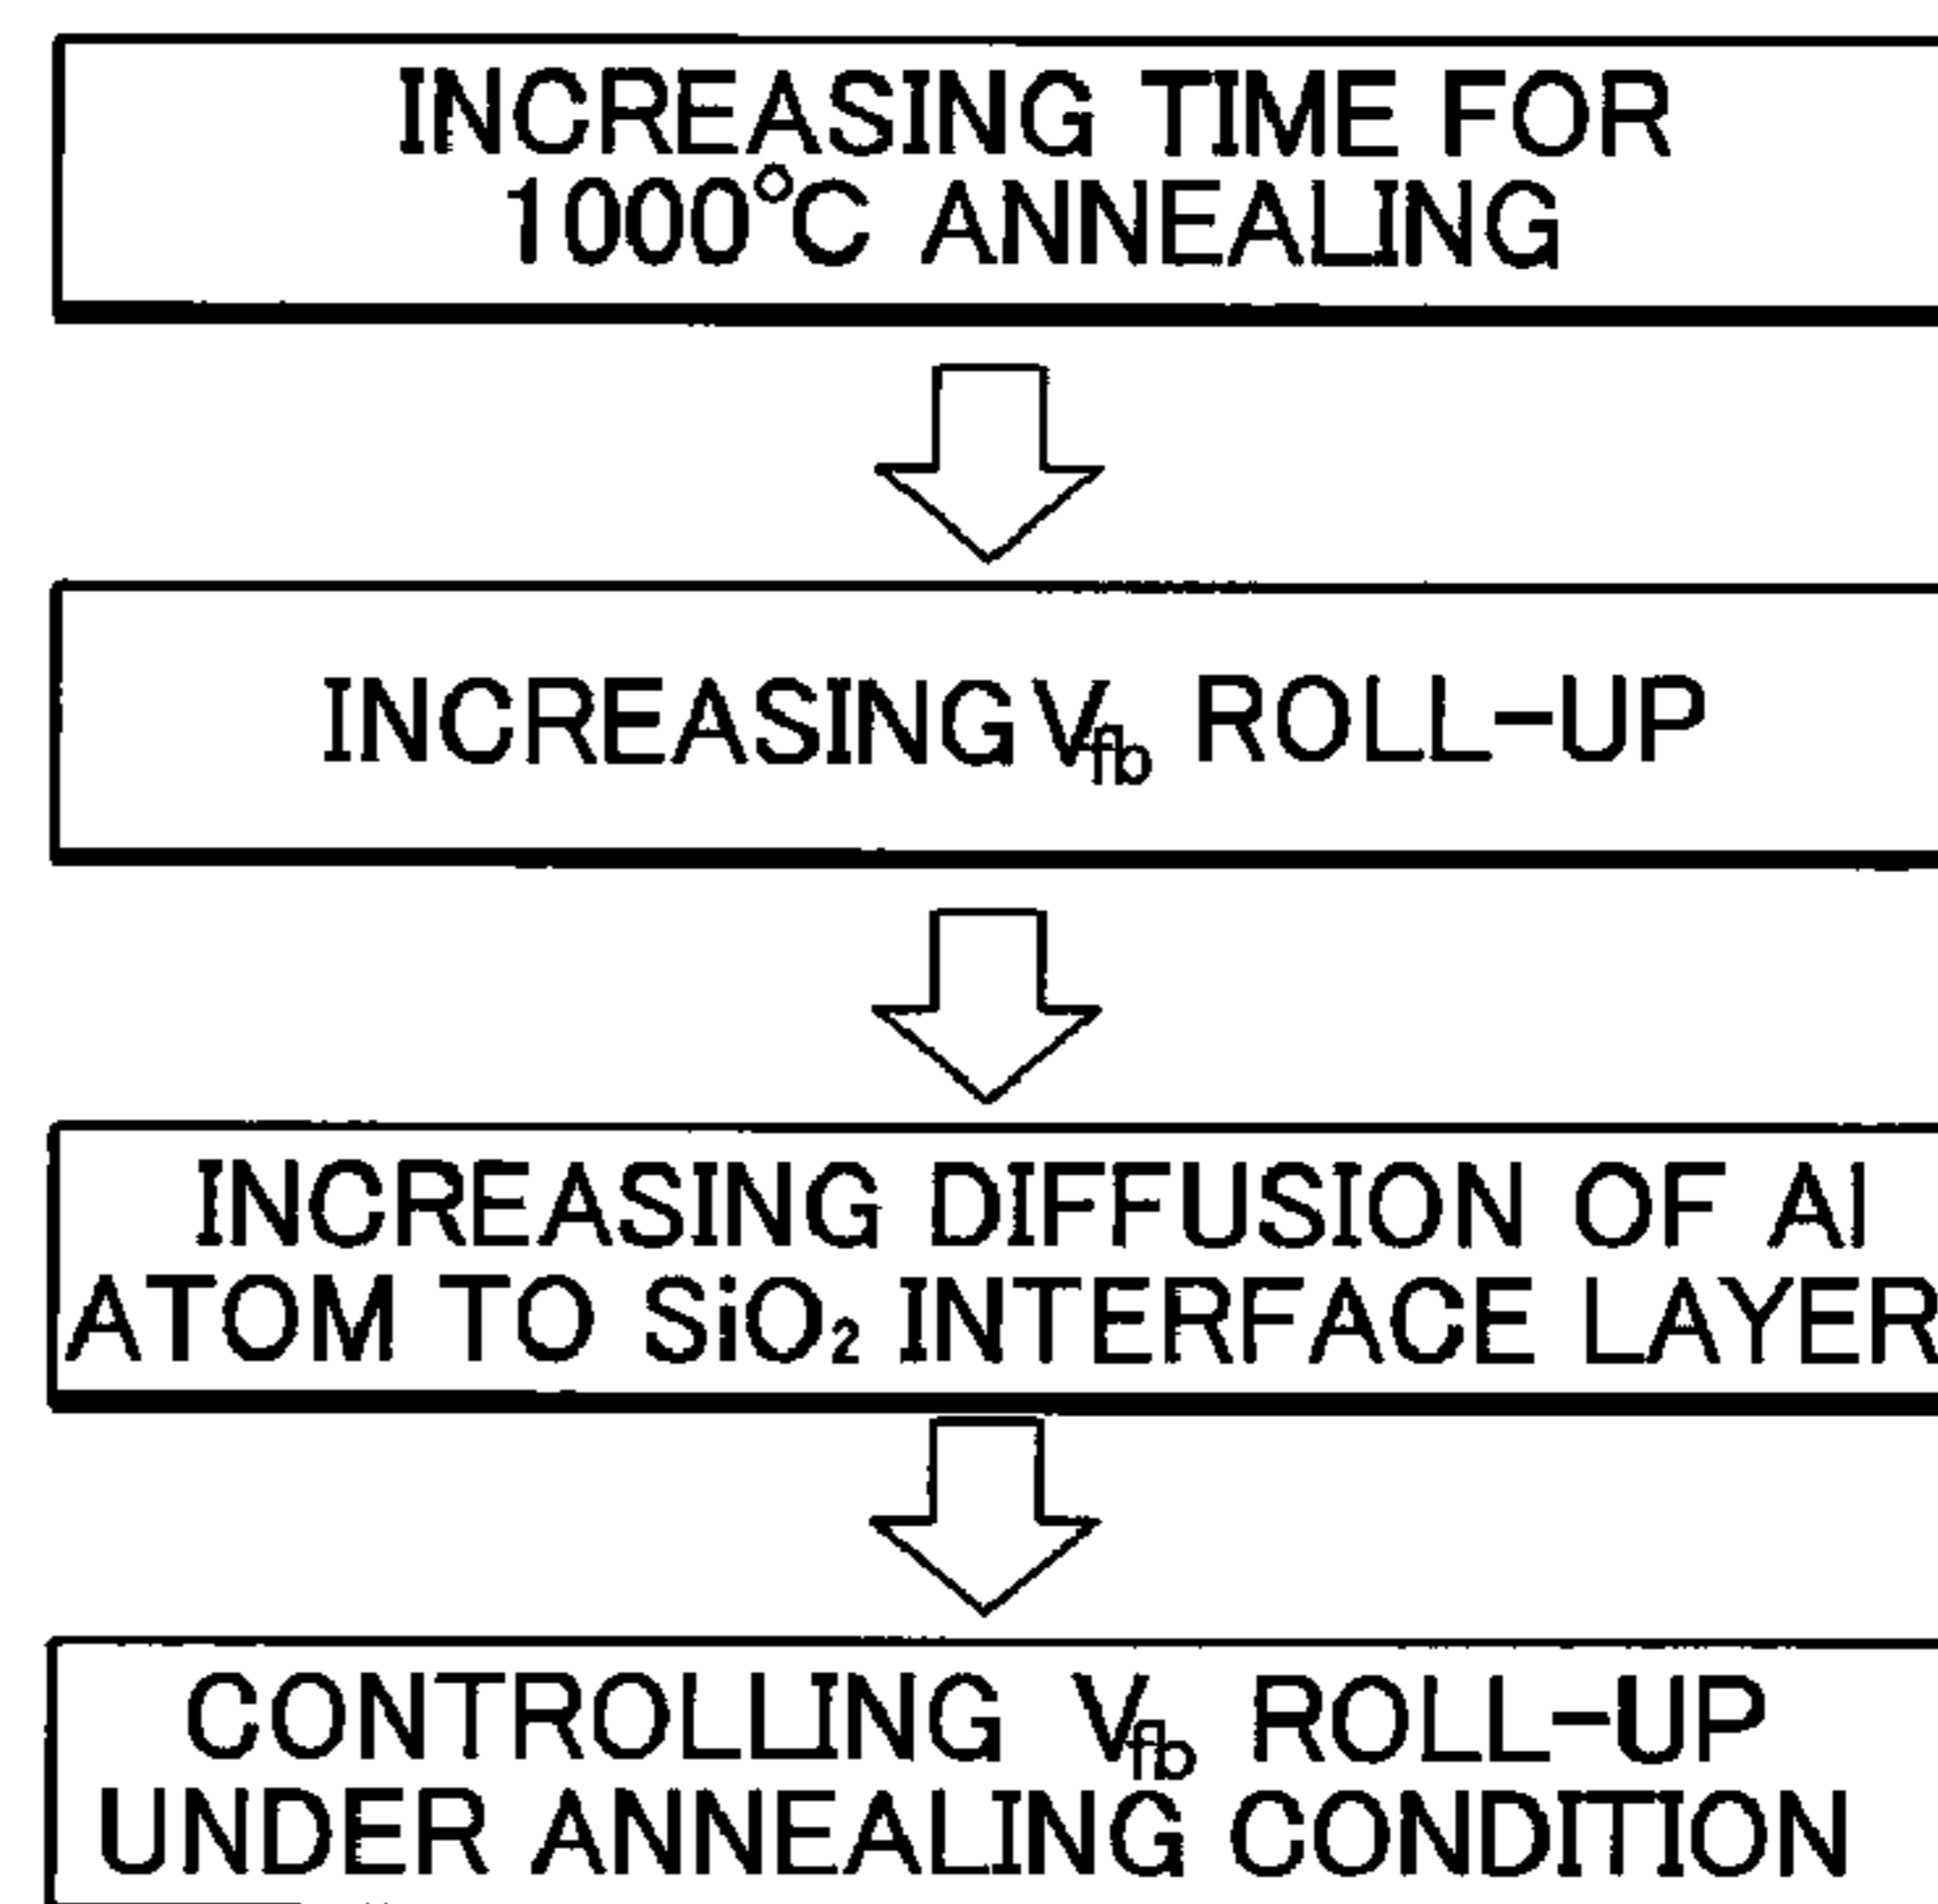 INCREASING TIME FOR
1000°C ANNEALING
INCREASING Vfb ROLL-UP
INCREASING DIFFUSION OF Al
ATOM TO SiO₂ INTERFACE LAYER
CONTROLLING Vfb ROLL-UP
UNDER ANNEALING CONDITION